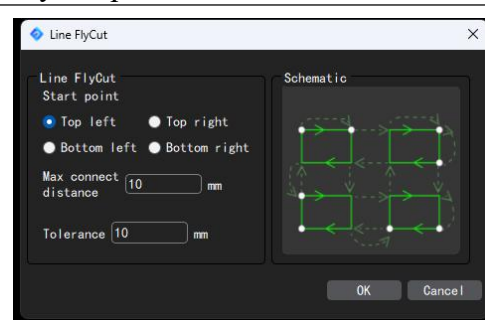 Line FlyCut
Line FlyCut
Start point
Top left Top right
Bottom left Bottom right
Max connect
distance 10 mm
Tolerance 10 mm
Schematic
OK Cancel